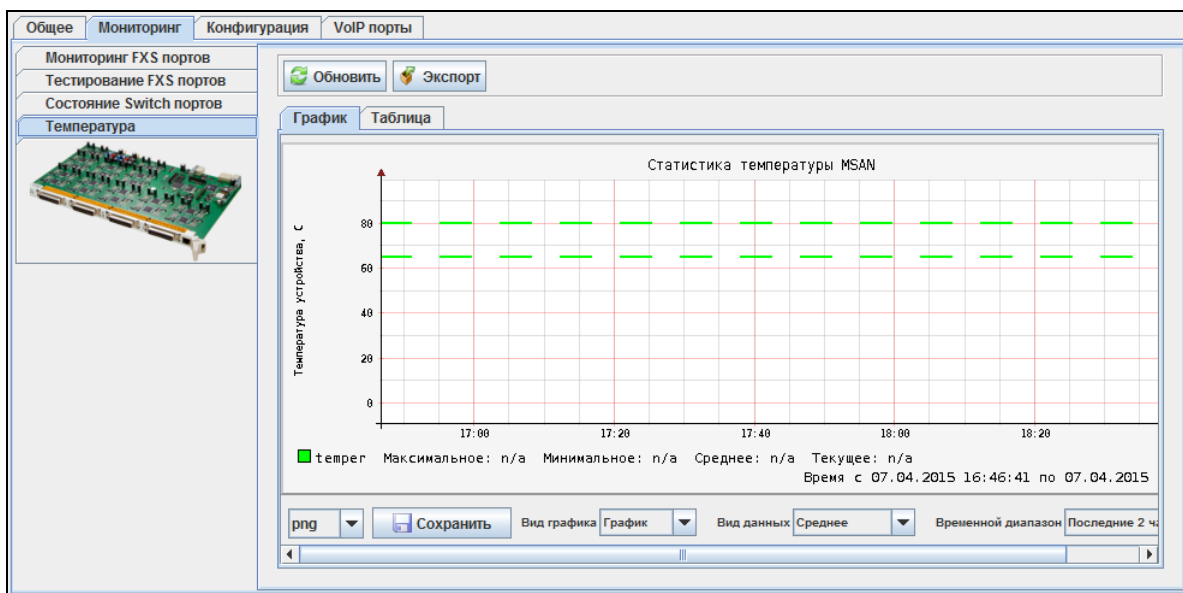 Общее Мониторинг Конфигурация VoIP порты
Мониторинг FXS портов
Тестирование FXS портов
Состояние Switch портов
Температура
Обновить Экспорт
График Таблица
Статистика температуры MSAN
Температура устройства, C
80
60
40
20
0
17:00 17:20 17:40 18:00 18:20
temper Максимальное: n/a Минимальное: n/a Среднее: n/a Текущее: n/a
Время с 07.04.2015 16:46:41 по 07.04.2015
png Сохранить Вид графика График Вид данных Среднее Временной диапазон Последние 2